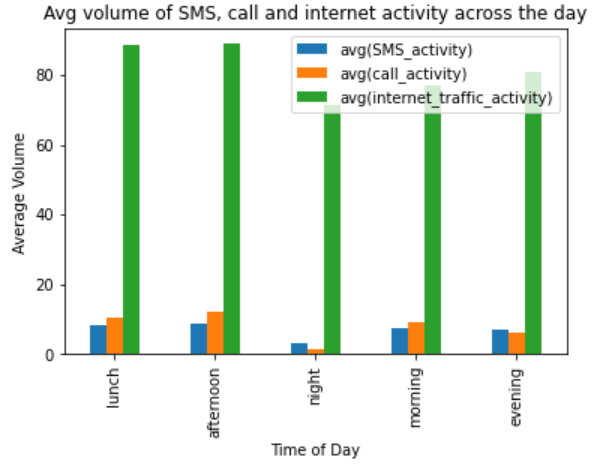 Avg volume of SMS, call and internet activity across the day
avg(SMS_activity)
avg(call_activity)
avg(internet_traffic_activity)
80
60
40
20
0
Average Volume
lunch
afternoon
night
morning
evening
Time of Day